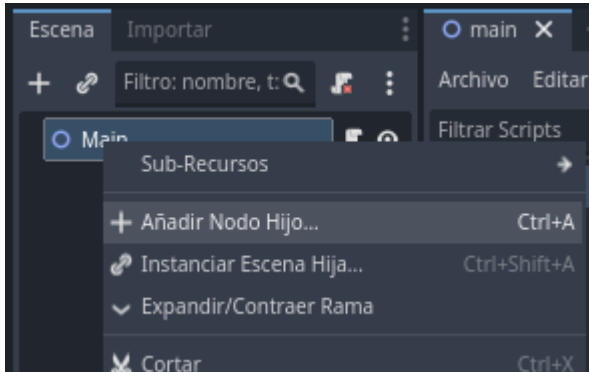 Escena Importar main
Filtro: nombre, t: Archivo Editar
Main Filtrar Scripts
Sub-Recursos
Añadir Nodo Hijo... Ctrl+A
Instanciar Escena Hija... Ctrl+Shift+A
Expandir/Contraer Rama
Cortar Ctrl+X